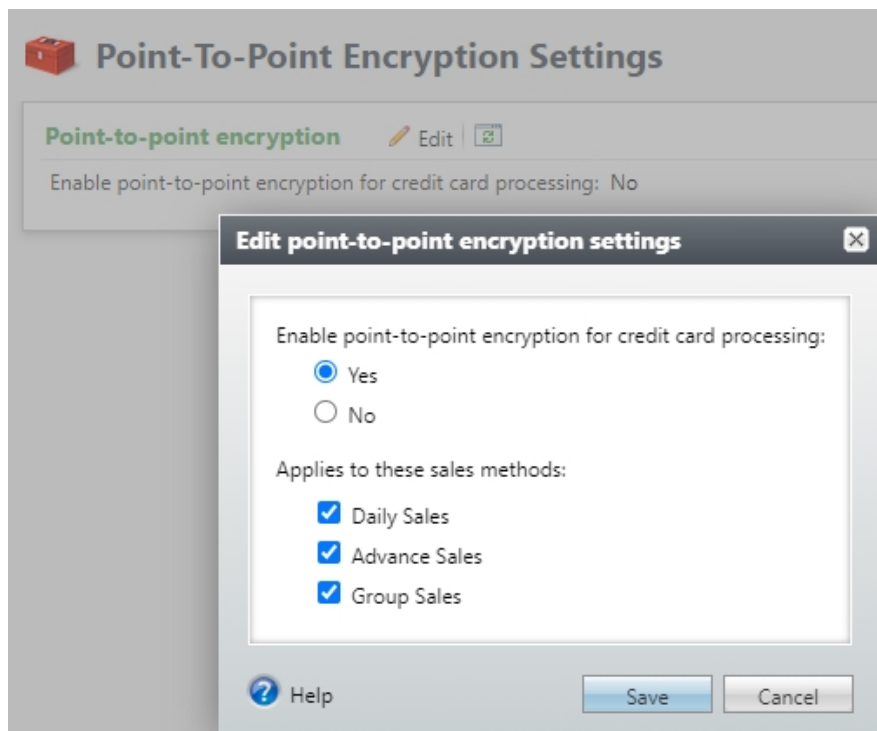 Point-To-Point Encryption Settings
Point-to-point encryption Edit
Enable point-to-point encryption for credit card processing: No
Edit point-to-point encryption settings
Enable point-to-point encryption for credit card processing:
Yes
No
Applies to these sales methods:
Daily Sales
Advance Sales
Group Sales
Help Save Cancel